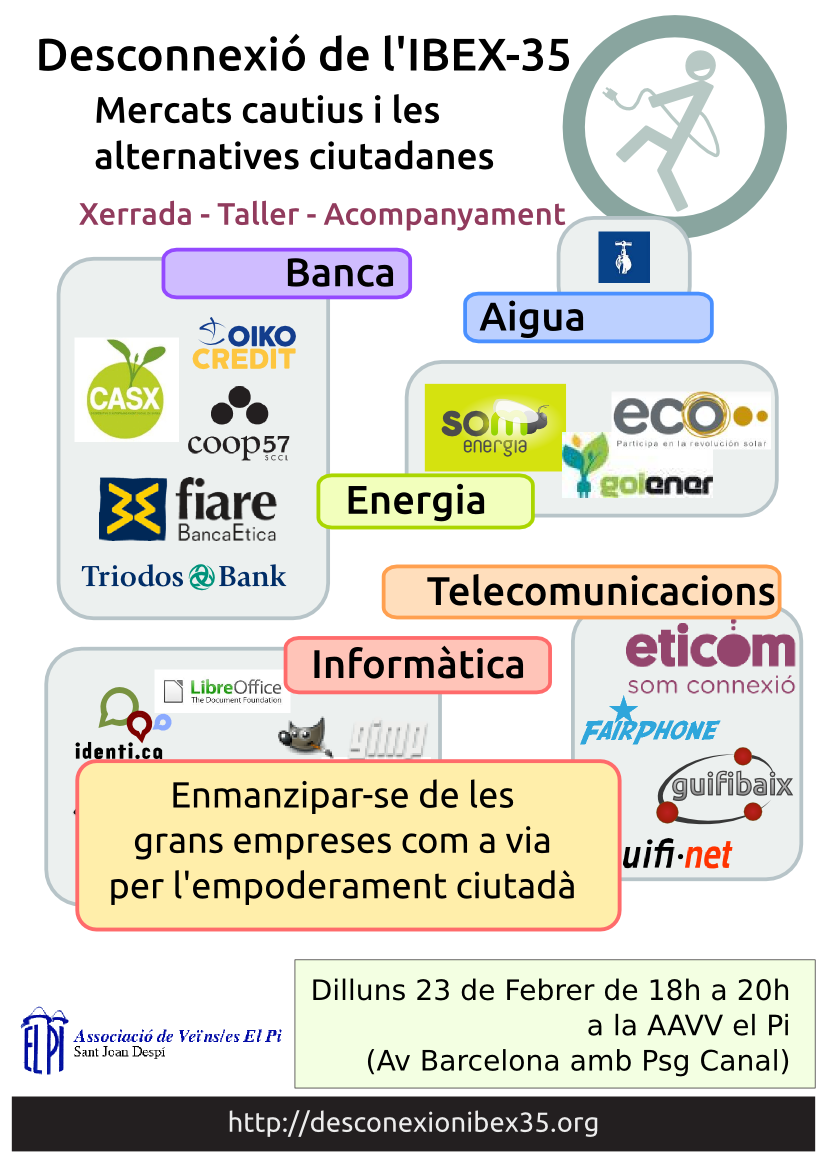 Desconnexió de l'IBEX-35
Mercats cautius i les
alternatives ciutadanes
Xerrada - Taller - Acompanyament
Banca
Aigua
OIKO
CREDIT
CASX
coop57
SCCL
fiare
BancaEtica
Triodos Bank
som
energia
eco
Participa en la revolución solar
golener
Energia
Telecomunicacions
eticom
som connexió
FAIRPHONE
guifibaix
uifi·net
Informàtica
LibreOffice
The Document Foundation
identi.ca
gimp
Enmanzipar-se de les
grans empreses com a via
per l'empoderament ciutadà
EL PI
Associació de Veïns/es El Pi
Sant Joan Despí
Dilluns 23 de Febrer de 18h a 20h
a la AAVV el Pi
(Av Barcelona amb Psg Canal)
http://desconexionibex35.org